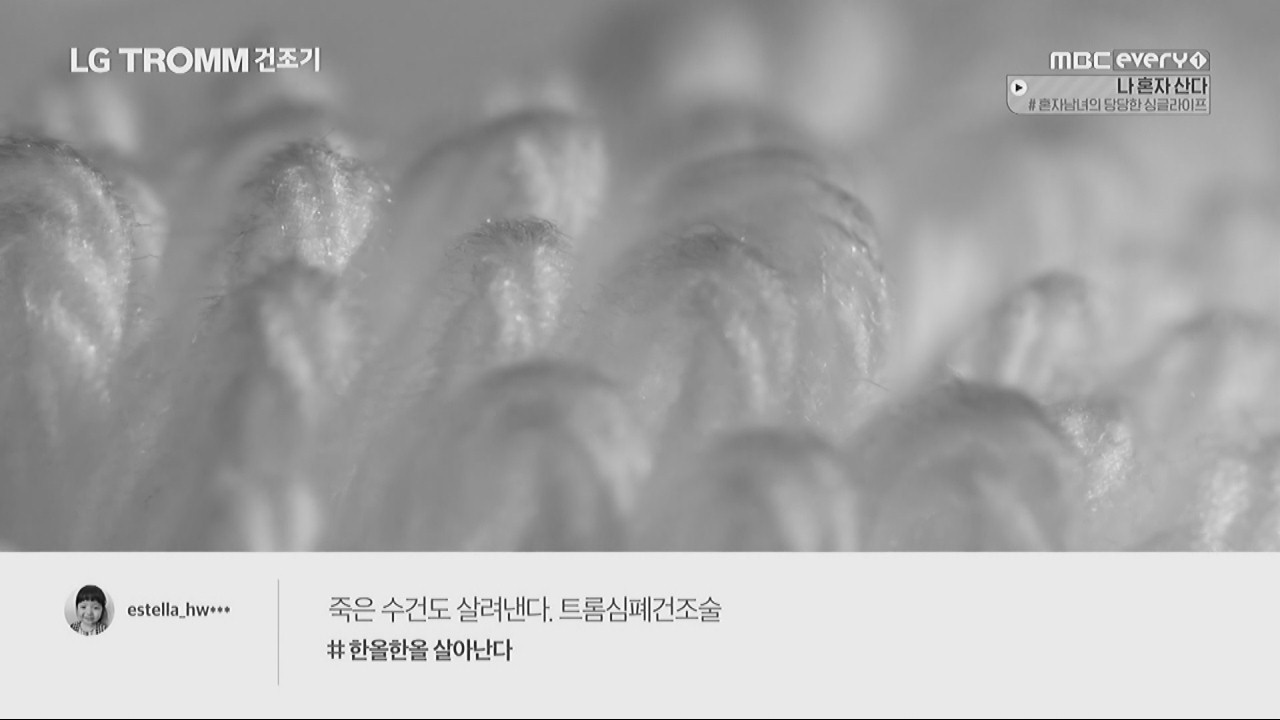 LG TROMM 건조기
MBC every1
나 혼자 산다
# 혼자남녀의 당당한 싱글라이프
estella_hw***
죽은 수건도 살려낸다. 트롬심폐건조술
#한올한올 살아난다